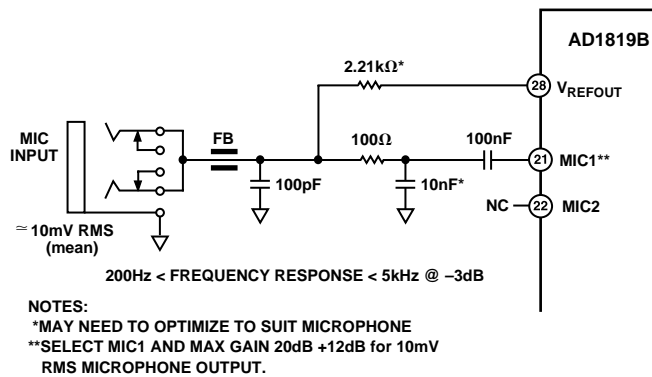 AD1819B
2.21kΩ*
28 VREFOUT
MIC
INPUT
FB
100Ω
100nF
21 MIC1**
100pF
10nF*
NC 22 MIC2
≃ 10mV RMS
(mean)
200Hz < FREQUENCY RESPONSE < 5kHz @ –3dB
NOTES:
*MAY NEED TO OPTIMIZE TO SUIT MICROPHONE
**SELECT MIC1 AND MAX GAIN 20dB +12dB for 10mV
RMS MICROPHONE OUTPUT.